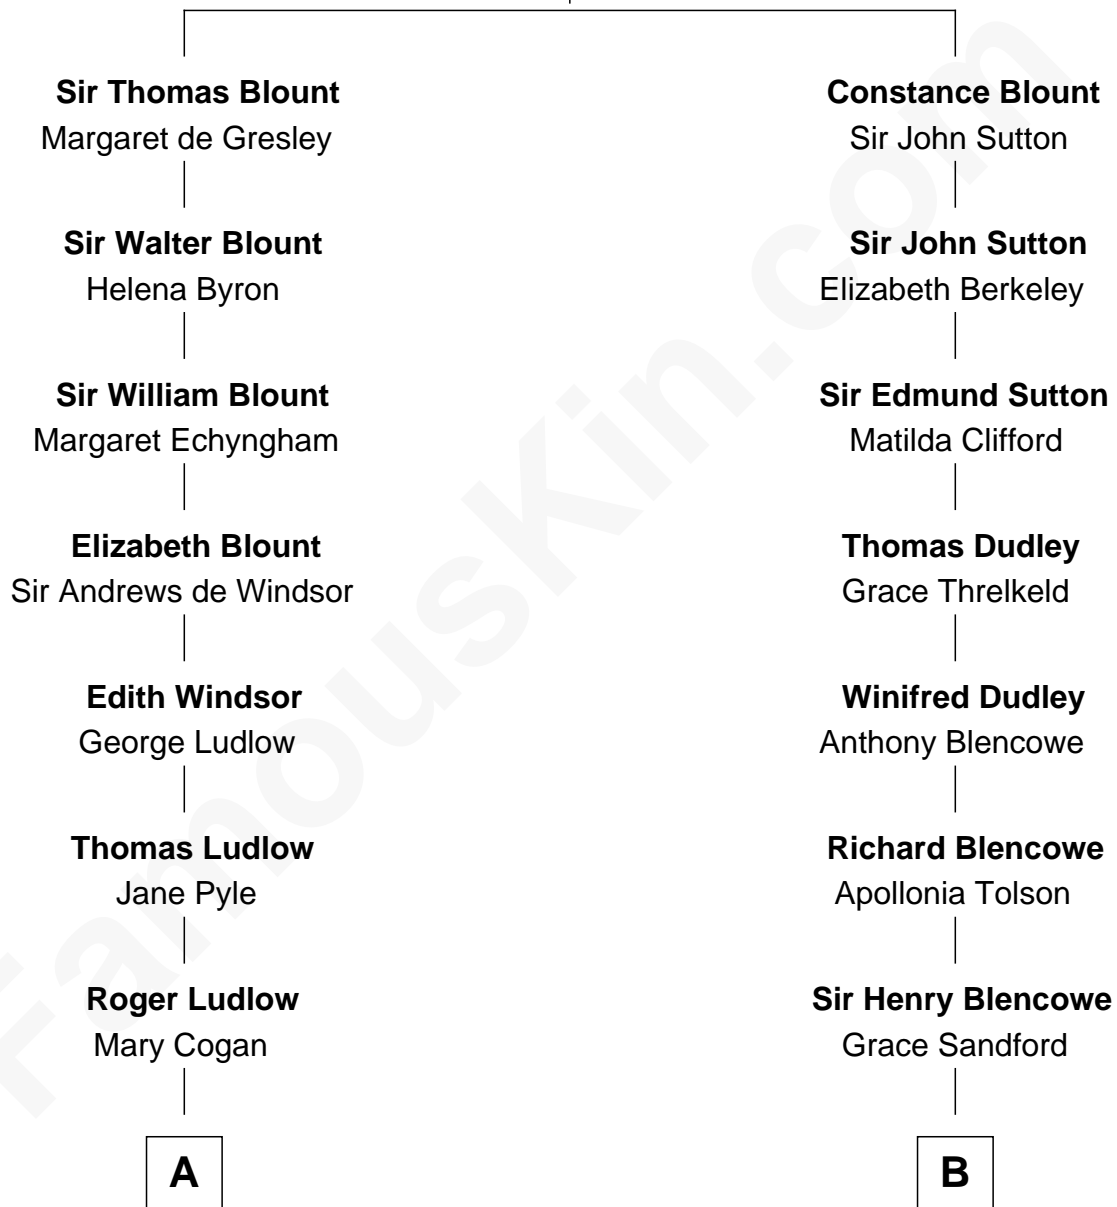 Sir Thomas Blount
Margaret de Gresley
Sir Walter Blount
Helena Byron
Sir William Blount
Margaret Echyngham
Elizabeth Blount
Sir Andrews de Windsor
Edith Windsor
George Ludlow
Thomas Ludlow
Jane Pyle
Roger Ludlow
Mary Cogan
A
Constance Blount
Sir John Sutton
Sir John Sutton
Elizabeth Berkeley
Sir Edmund Sutton
Matilda Clifford
Thomas Dudley
Grace Threlkeld
Winifred Dudley
Anthony Blencowe
Richard Blencowe
Apollonia Tolson
Sir Henry Blencowe
Grace Sandford
B
FamousKin.com